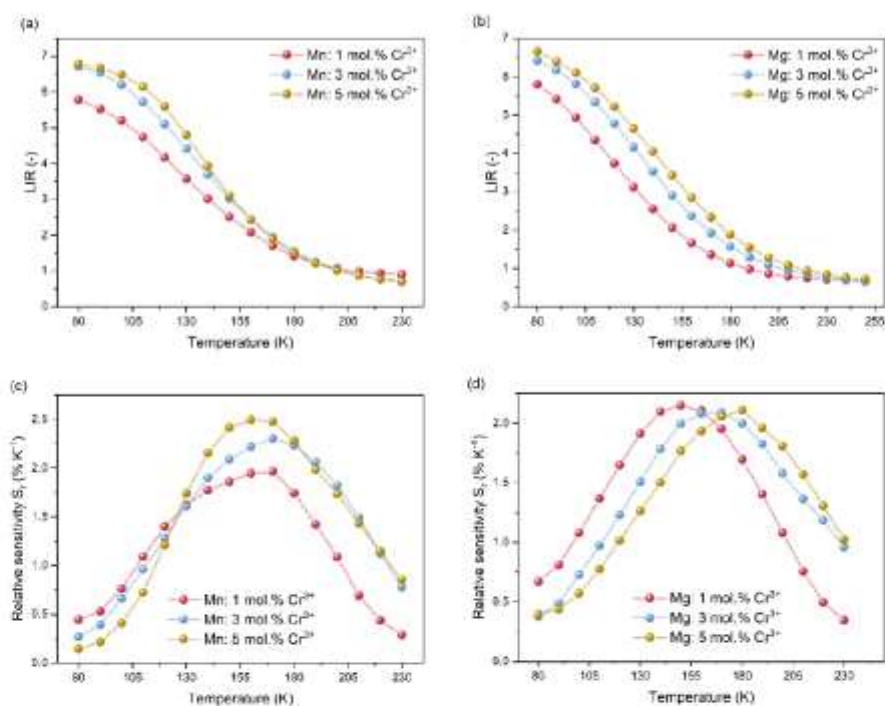 (a)
Mn: 1 mol.% Cr³⁺
Mn: 3 mol.% Cr³⁺
Mn: 5 mol.% Cr³⁺
LIR (-)
7
6
5
4
3
2
1
0
80 105 130 155 180 205 230
Temperature (K)
(b)
Mg: 1 mol.% Cr³⁺
Mg: 3 mol.% Cr³⁺
Mg: 5 mol.% Cr³⁺
LIR (-)
7
6
5
4
3
2
1
0
80 105 130 155 180 205 230 255
Temperature (K)
(c)
Relative sensitivity Sᵣ (% K⁻¹)
2.5
2.0
1.5
1.0
0.5
0.0
Mn: 1 mol.% Cr³⁺
Mn: 3 mol.% Cr³⁺
Mn: 5 mol.% Cr³⁺
80 105 130 155 180 205 230
Temperature (K)
(d)
Relative sensitivity Sᵣ (% K⁻¹)
2.0
1.5
1.0
0.5
0.0
Mg: 1 mol.% Cr³⁺
Mg: 3 mol.% Cr³⁺
Mg: 5 mol.% Cr³⁺
80 105 130 155 180 205 230
Temperature (K)